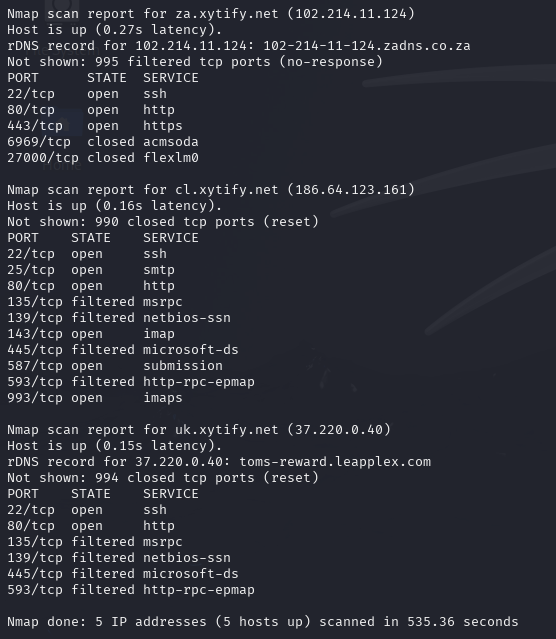 Nmap scan report for za.xytify.net (102.214.11.124)
Host is up (0.27s latency).
rDNS record for 102.214.11.124: 102-214-11-124.zadns.co.za
Not shown: 995 filtered tcp ports (no-response)
PORT      STATE  SERVICE
22/tcp    open   ssh
80/tcp    open   http
443/tcp   open   https
6969/tcp  closed acmsoda
27000/tcp closed flexlm0

Nmap scan report for cl.xytify.net (186.64.123.161)
Host is up (0.16s latency).
Not shown: 990 closed tcp ports (reset)
PORT    STATE    SERVICE
22/tcp  open     ssh
25/tcp  open     smtp
80/tcp  open     http
135/tcp filtered msrpc
139/tcp filtered netbios-ssn
143/tcp open     imap
445/tcp filtered microsoft-ds
587/tcp open     submission
593/tcp filtered http-rpc-epmap
993/tcp open     imaps

Nmap scan report for uk.xytify.net (37.220.0.40)
Host is up (0.15s latency).
rDNS record for 37.220.0.40: toms-reward.leapplex.com
Not shown: 994 closed tcp ports (reset)
PORT    STATE    SERVICE
22/tcp  open     ssh
80/tcp  open     http
135/tcp filtered msrpc
139/tcp filtered netbios-ssn
445/tcp filtered microsoft-ds
593/tcp filtered http-rpc-epmap

Nmap done: 5 IP addresses (5 hosts up) scanned in 535.36 seconds